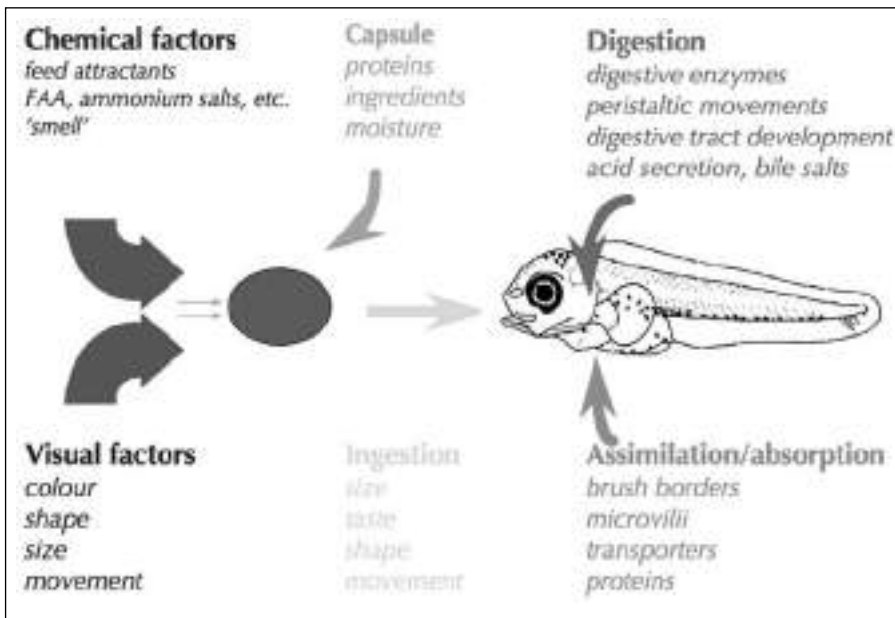 Chemical factors
feed attractants
FAA, ammonium salts, etc.
'smell'
Capsule
proteins
ingredients
moisture
Digestion
digestive enzymes
peristaltic movements
digestive tract development
acid secretion, bile salts
Visual factors
colour
shape
size
movement
Ingestion
size
taste
shape
movement
Assimilation/absorption
brush borders
microvilii
transporters
proteins